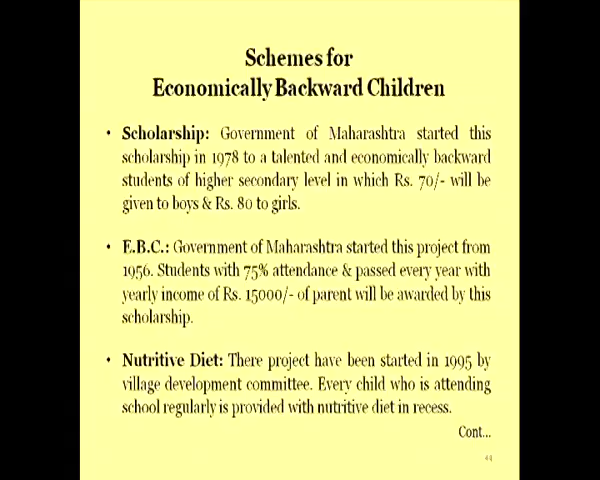 Schemes for
Economically Backward Children
• Scholarship: Government of Maharashtra started this
scholarship in 1978 to a talented and economically backward
students of higher secondary level in which Rs. 70/- will be
given to boys & Rs. 80 to girls.
• E.B.C.: Government of Maharashtra started this project from
1956. Students with 75% attendance & passed every year with
yearly income of Rs. 15000/- of parent will be awarded by this
scholarship.
• Nutritive Diet: There project have been started in 1995 by
village development committee. Every child who is attending
school regularly is provided with nutritive diet in recess.
Cont...
44